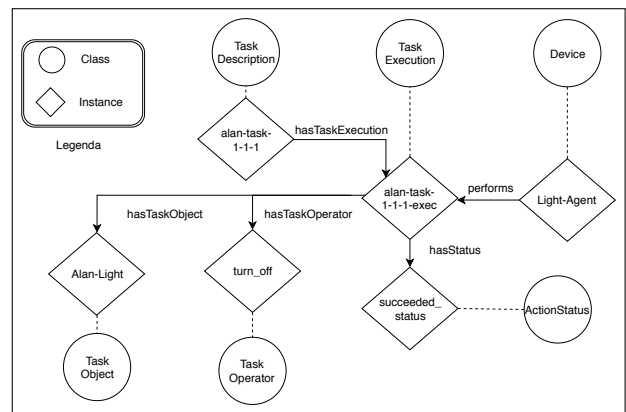 Class
Instance
Legenda
Task
Description
Task
Execution
Device
alan-task-
1-1-1
hasTaskExecution
alan-task-
1-1-1-exec
performs
Light-Agent
hasTaskObject
hasTaskOperator
hasStatus
Alan-Light
turn_off
succeeded_
status
ActionStatus
Task
Object
Task
Operator